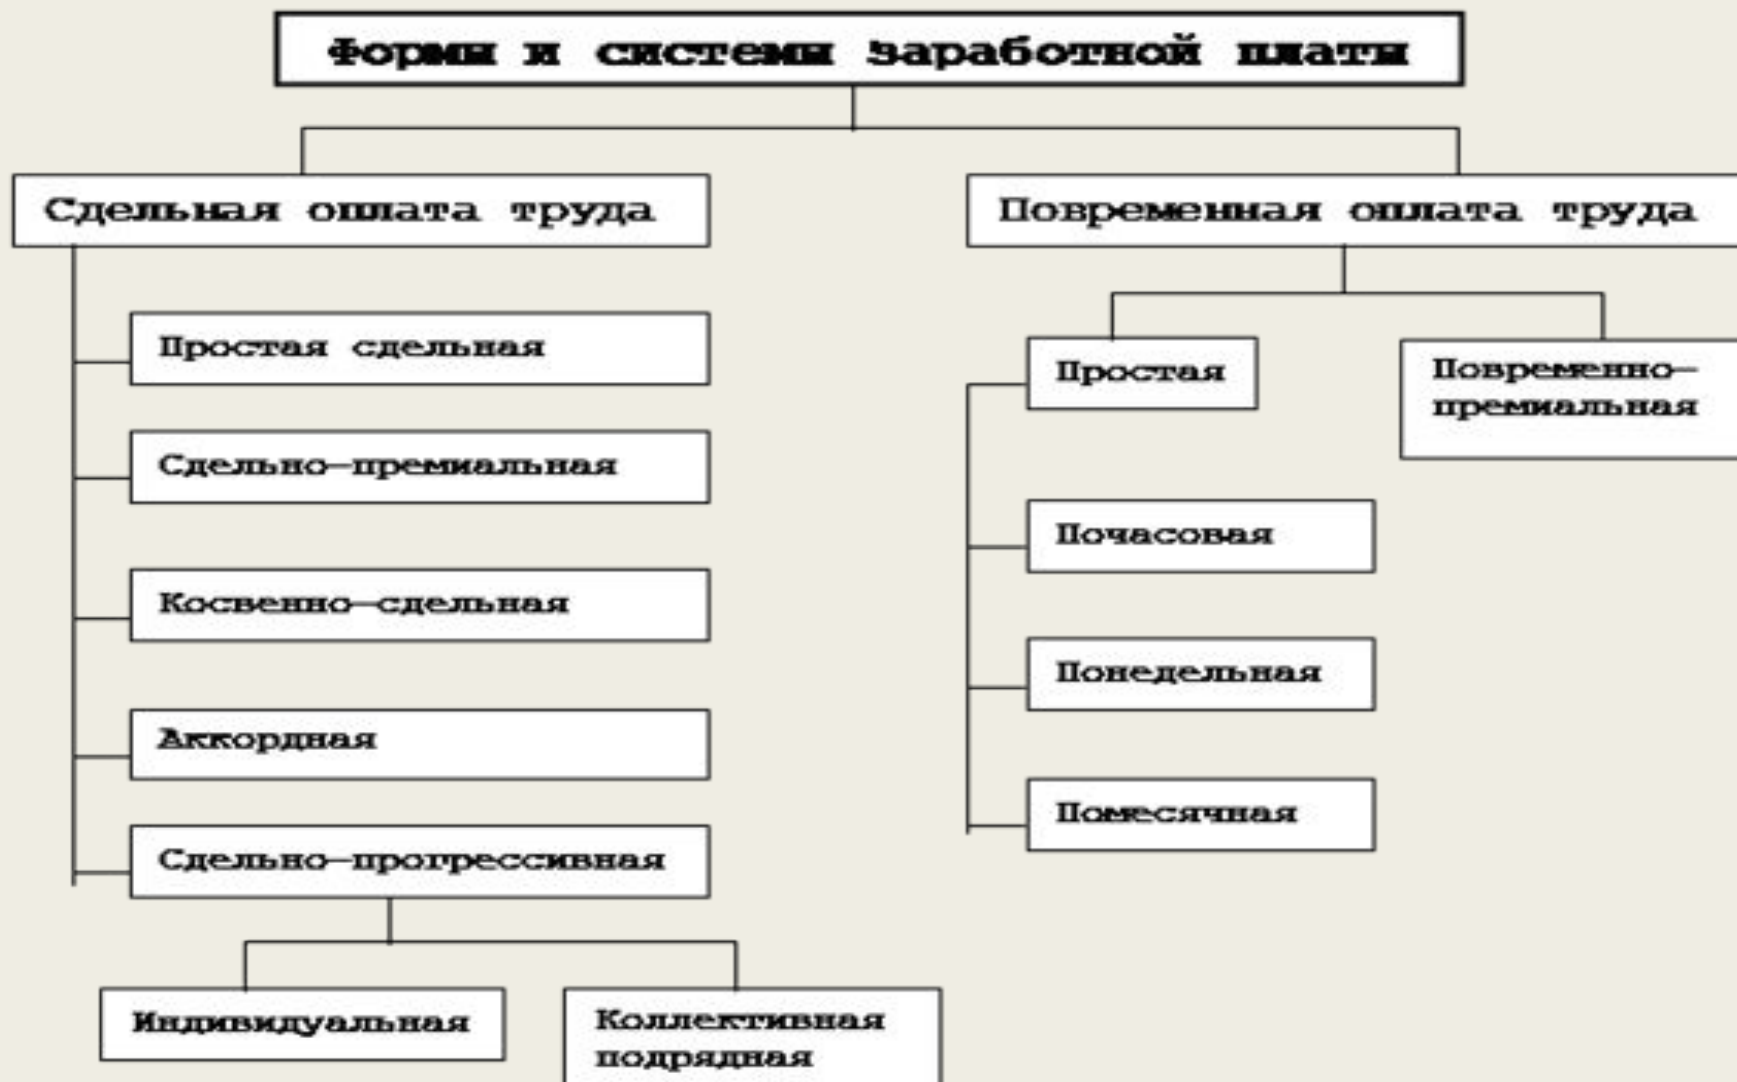 Формы и системы заработной платы
Сдельная оплата труда
Повременная оплата труда
Простая сдельная
Простая
Повременно-
премиальная
Сдельно-премиальная
Почасовая
Косвенно-сдельная
Понедельная
Аккордная
Помесячная
Сдельно-прогрессивная
Индивидуальная
Коллективная
подрядная